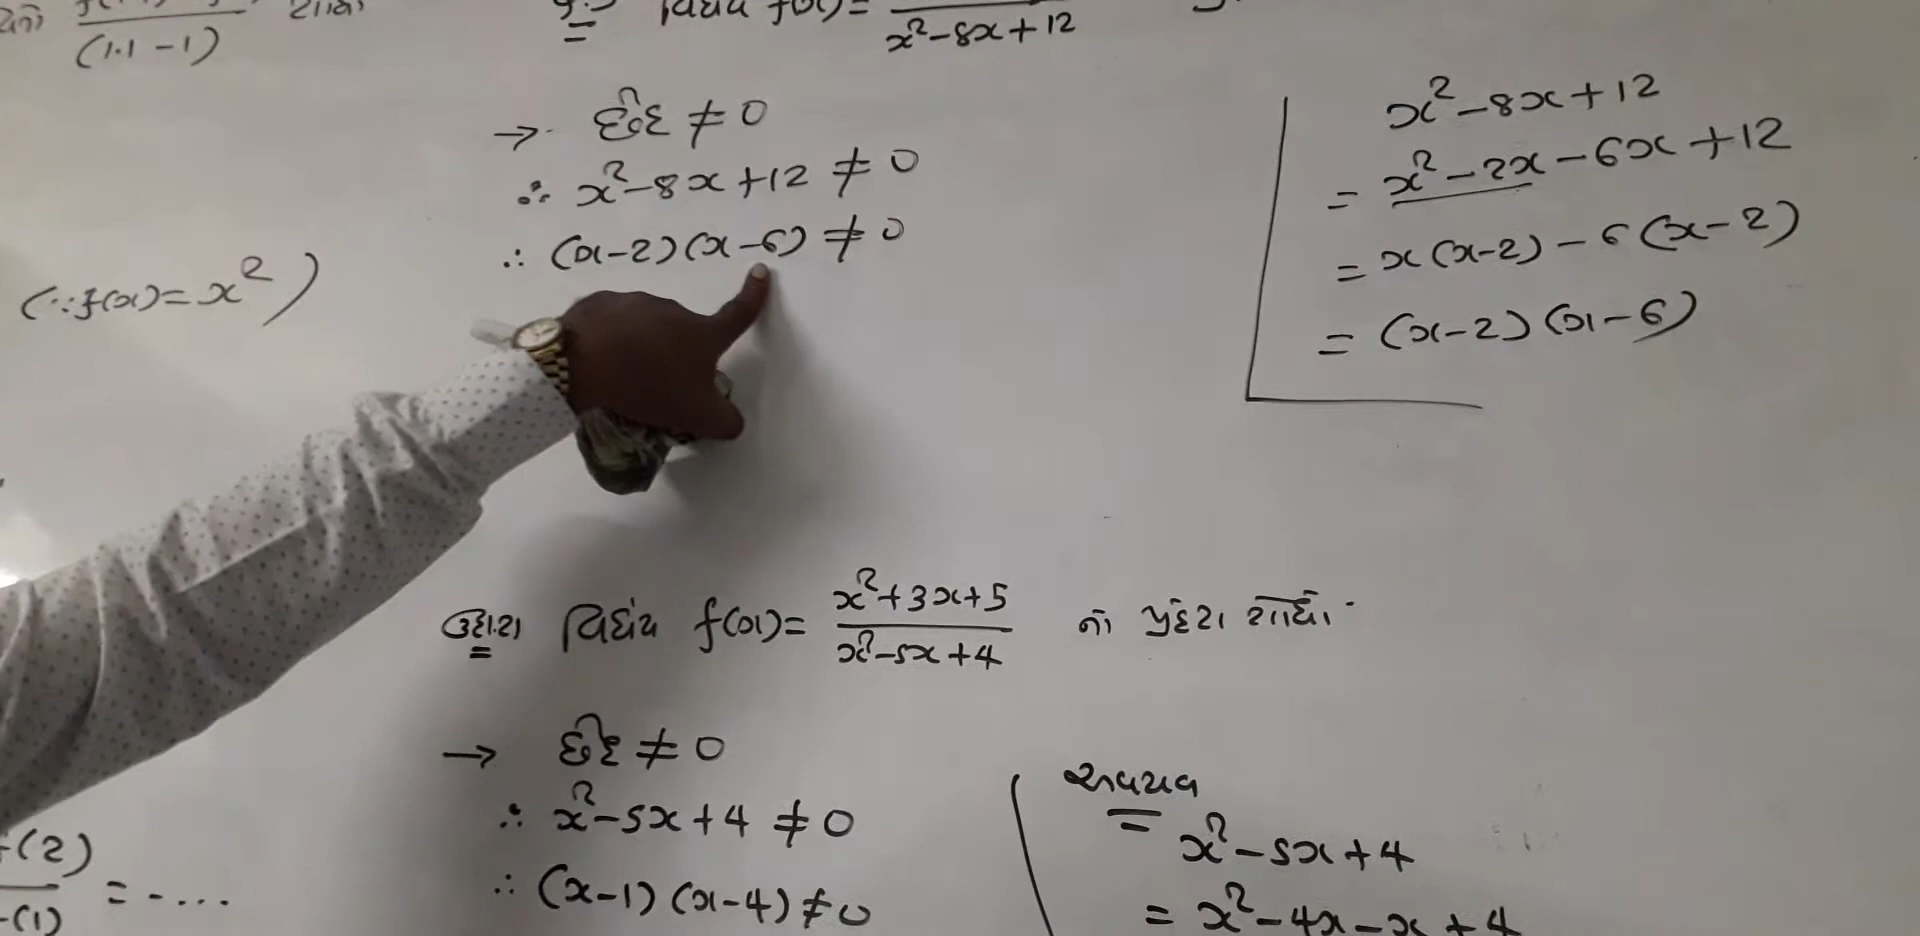 (1.1 - 1)
વિધેય f(x) =
x² - 8x + 12
→ છેદ ≠ 0
∴ x² - 8x + 12 ≠ 0
∴ (x-2)(x-6) ≠ 0
(∵ f(x) = x²)
x² - 8x + 12
= x² - 2x - 6x + 12
= x(x-2) - 6(x-2)
= (x-2)(x-6)
ઉદા.૨) વિધેય f(x) = x² + 3x + 5 / x² - 5x + 4 નો પ્રદેશ શોધો.
→ છેદ ≠ 0
∴ x² - 5x + 4 ≠ 0
∴ (x-1)(x-4) ≠ 0
અવયવ
x² - 5x + 4
= x² - 4x - x + 4
(2)
(1)
= - ....